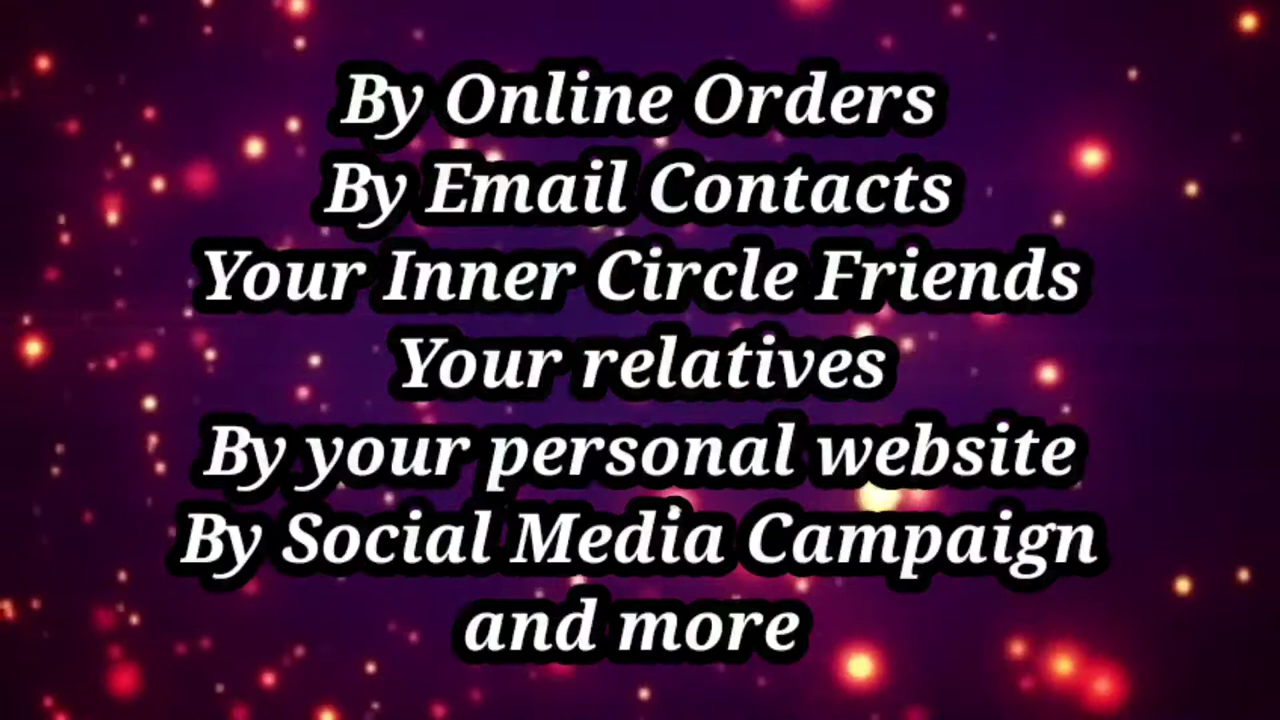 By Online Orders
By Email Contacts
Your Inner Circle Friends
Your relatives
By your personal website
By Social Media Campaign
and more